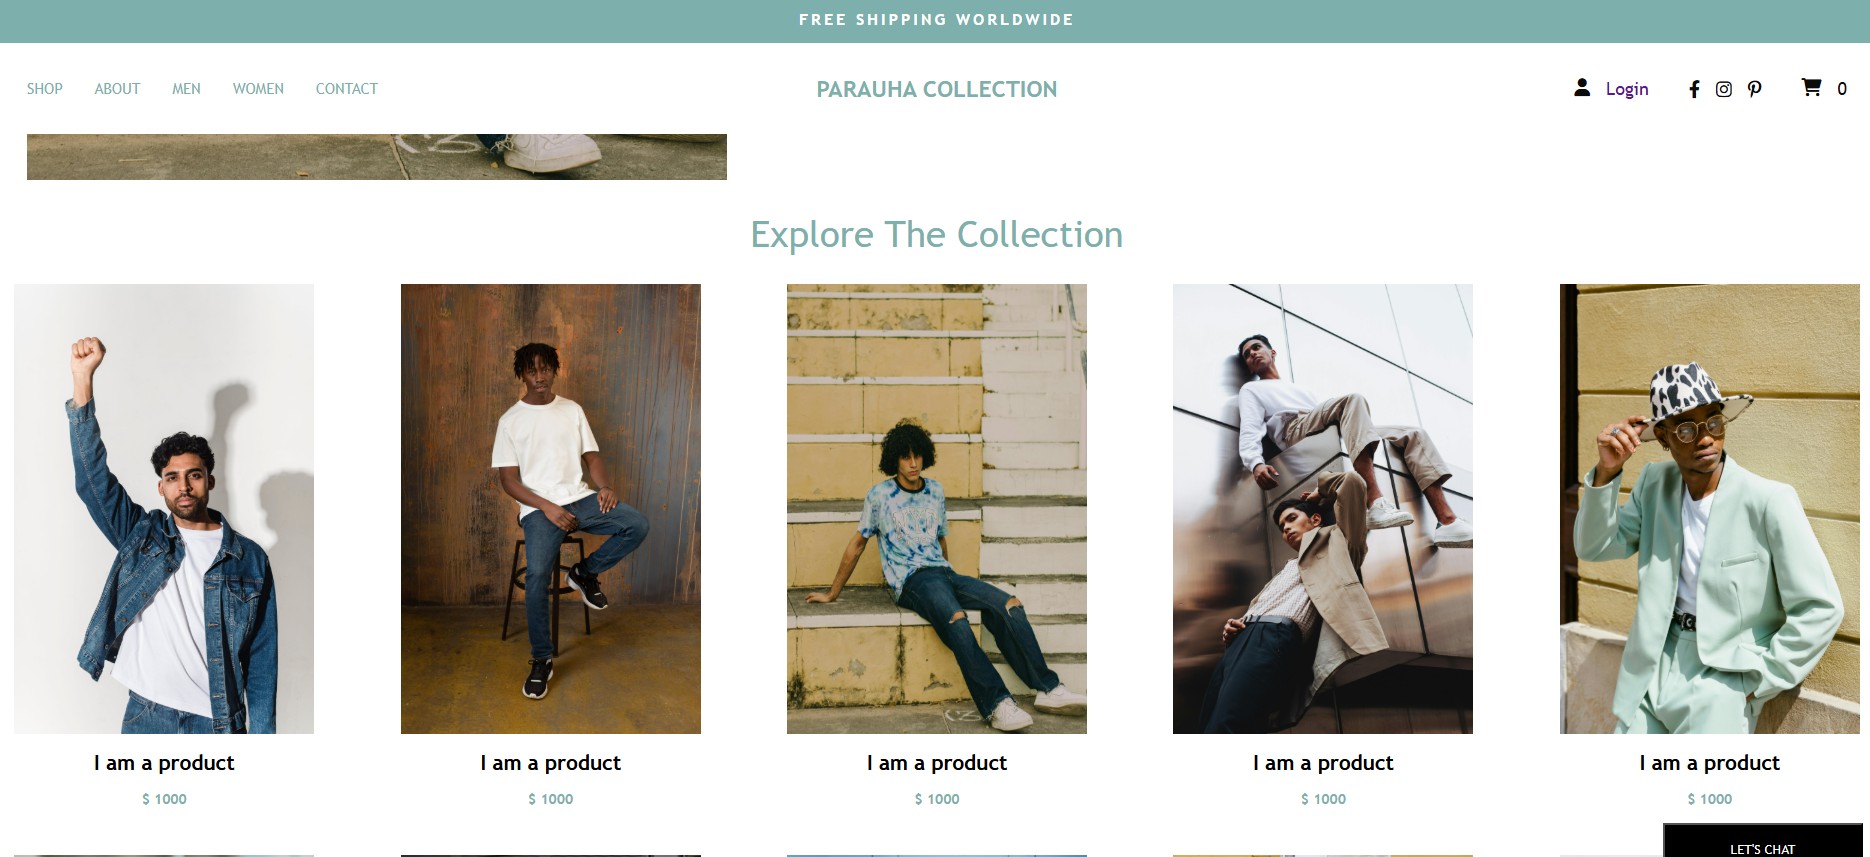 FREE SHIPPING WORLDWIDE
SHOP ABOUT MEN WOMEN CONTACT PARAUHA COLLECTION Login 0
Explore The Collection
I am a product I am a product I am a product I am a product I am a product
$ 1000 $ 1000 $ 1000 $ 1000 $ 1000
LET'S CHAT